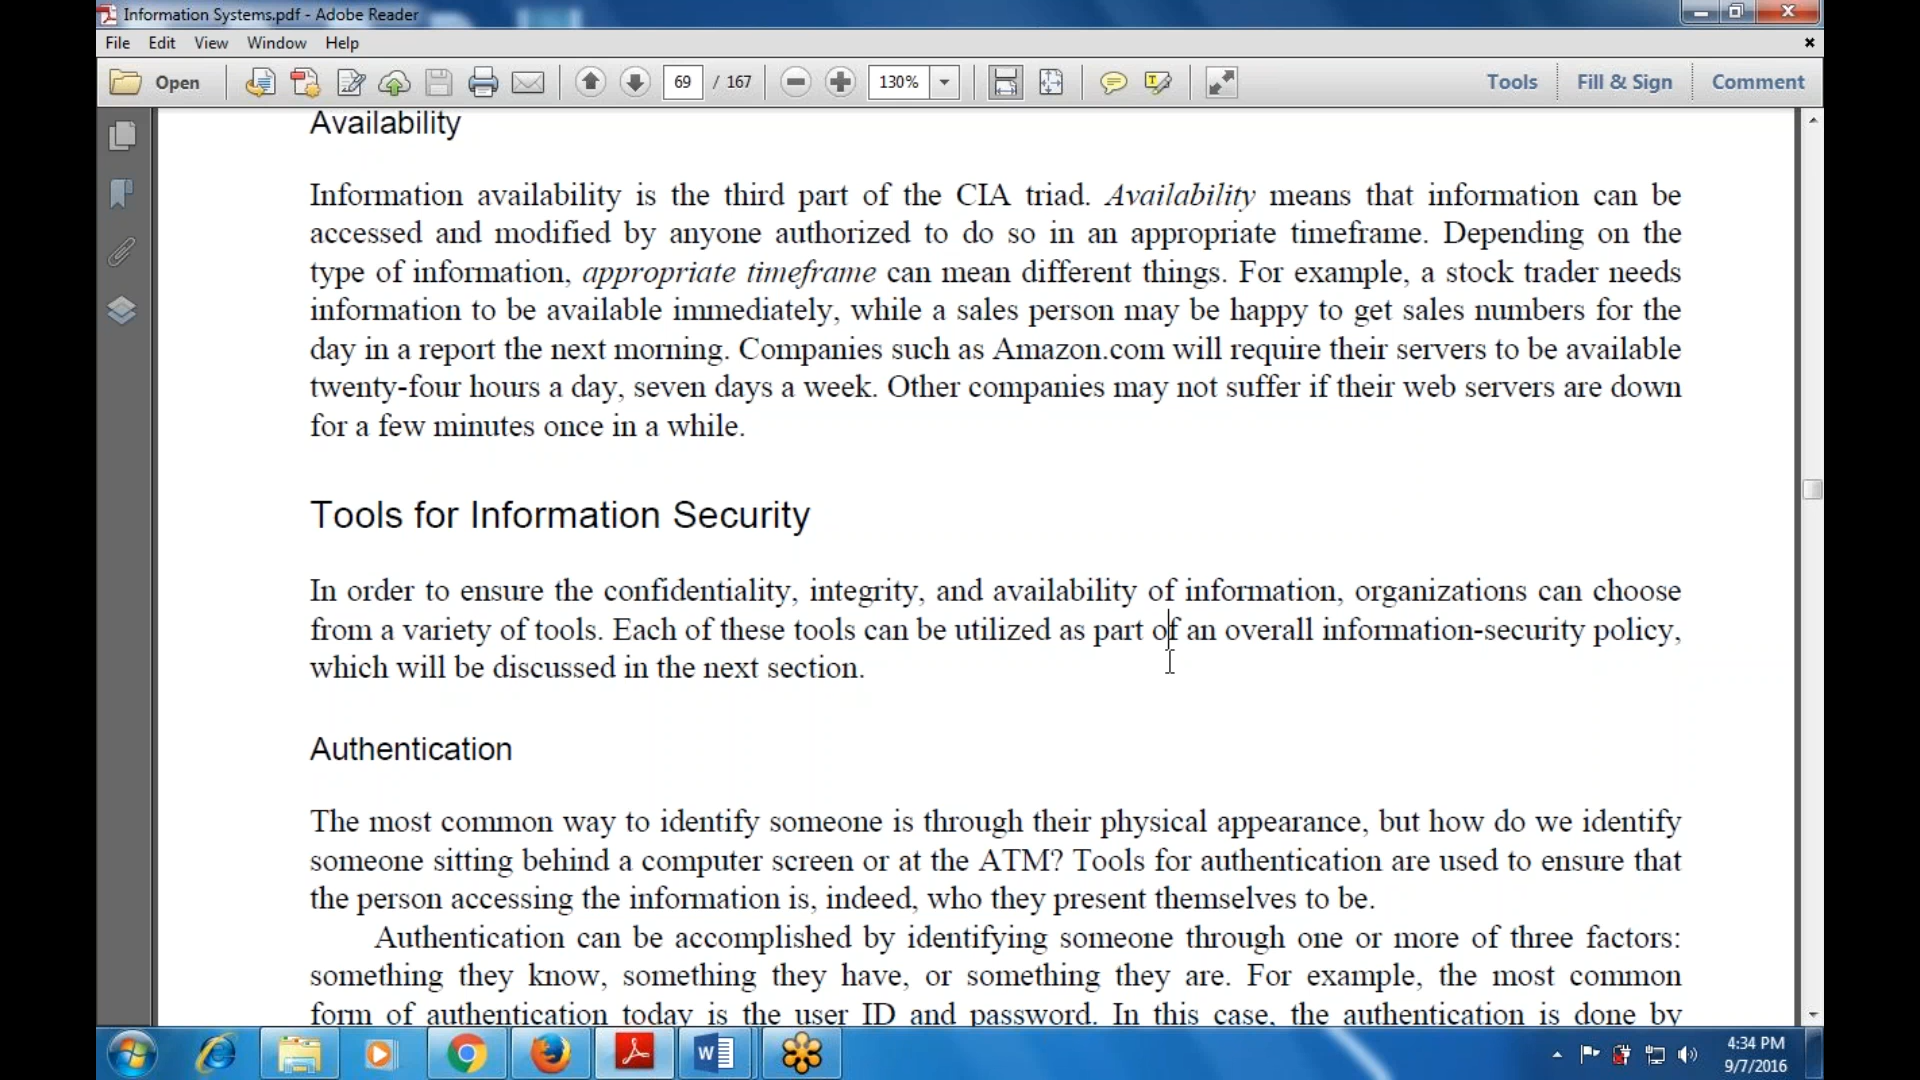 Information Systems.pdf - Adobe Reader
File Edit View Window Help
Open 69 / 167 130% Tools Fill & Sign Comment
Availability
Information availability is the third part of the CIA triad. Availability means that information can be
accessed and modified by anyone authorized to do so in an appropriate timeframe. Depending on the
type of information, appropriate timeframe can mean different things. For example, a stock trader needs
information to be available immediately, while a sales person may be happy to get sales numbers for the
day in a report the next morning. Companies such as Amazon.com will require their servers to be available
twenty-four hours a day, seven days a week. Other companies may not suffer if their web servers are down
for a few minutes once in a while.
Tools for Information Security
In order to ensure the confidentiality, integrity, and availability of information, organizations can choose
from a variety of tools. Each of these tools can be utilized as part of an overall information-security policy,
which will be discussed in the next section.
Authentication
The most common way to identify someone is through their physical appearance, but how do we identify
someone sitting behind a computer screen or at the ATM? Tools for authentication are used to ensure that
the person accessing the information is, indeed, who they present themselves to be.
Authentication can be accomplished by identifying someone through one or more of three factors:
something they know, something they have, or something they are. For example, the most common
form of authentication today is the user ID and password. In this case, the authentication is done by
4:34 PM
9/7/2016